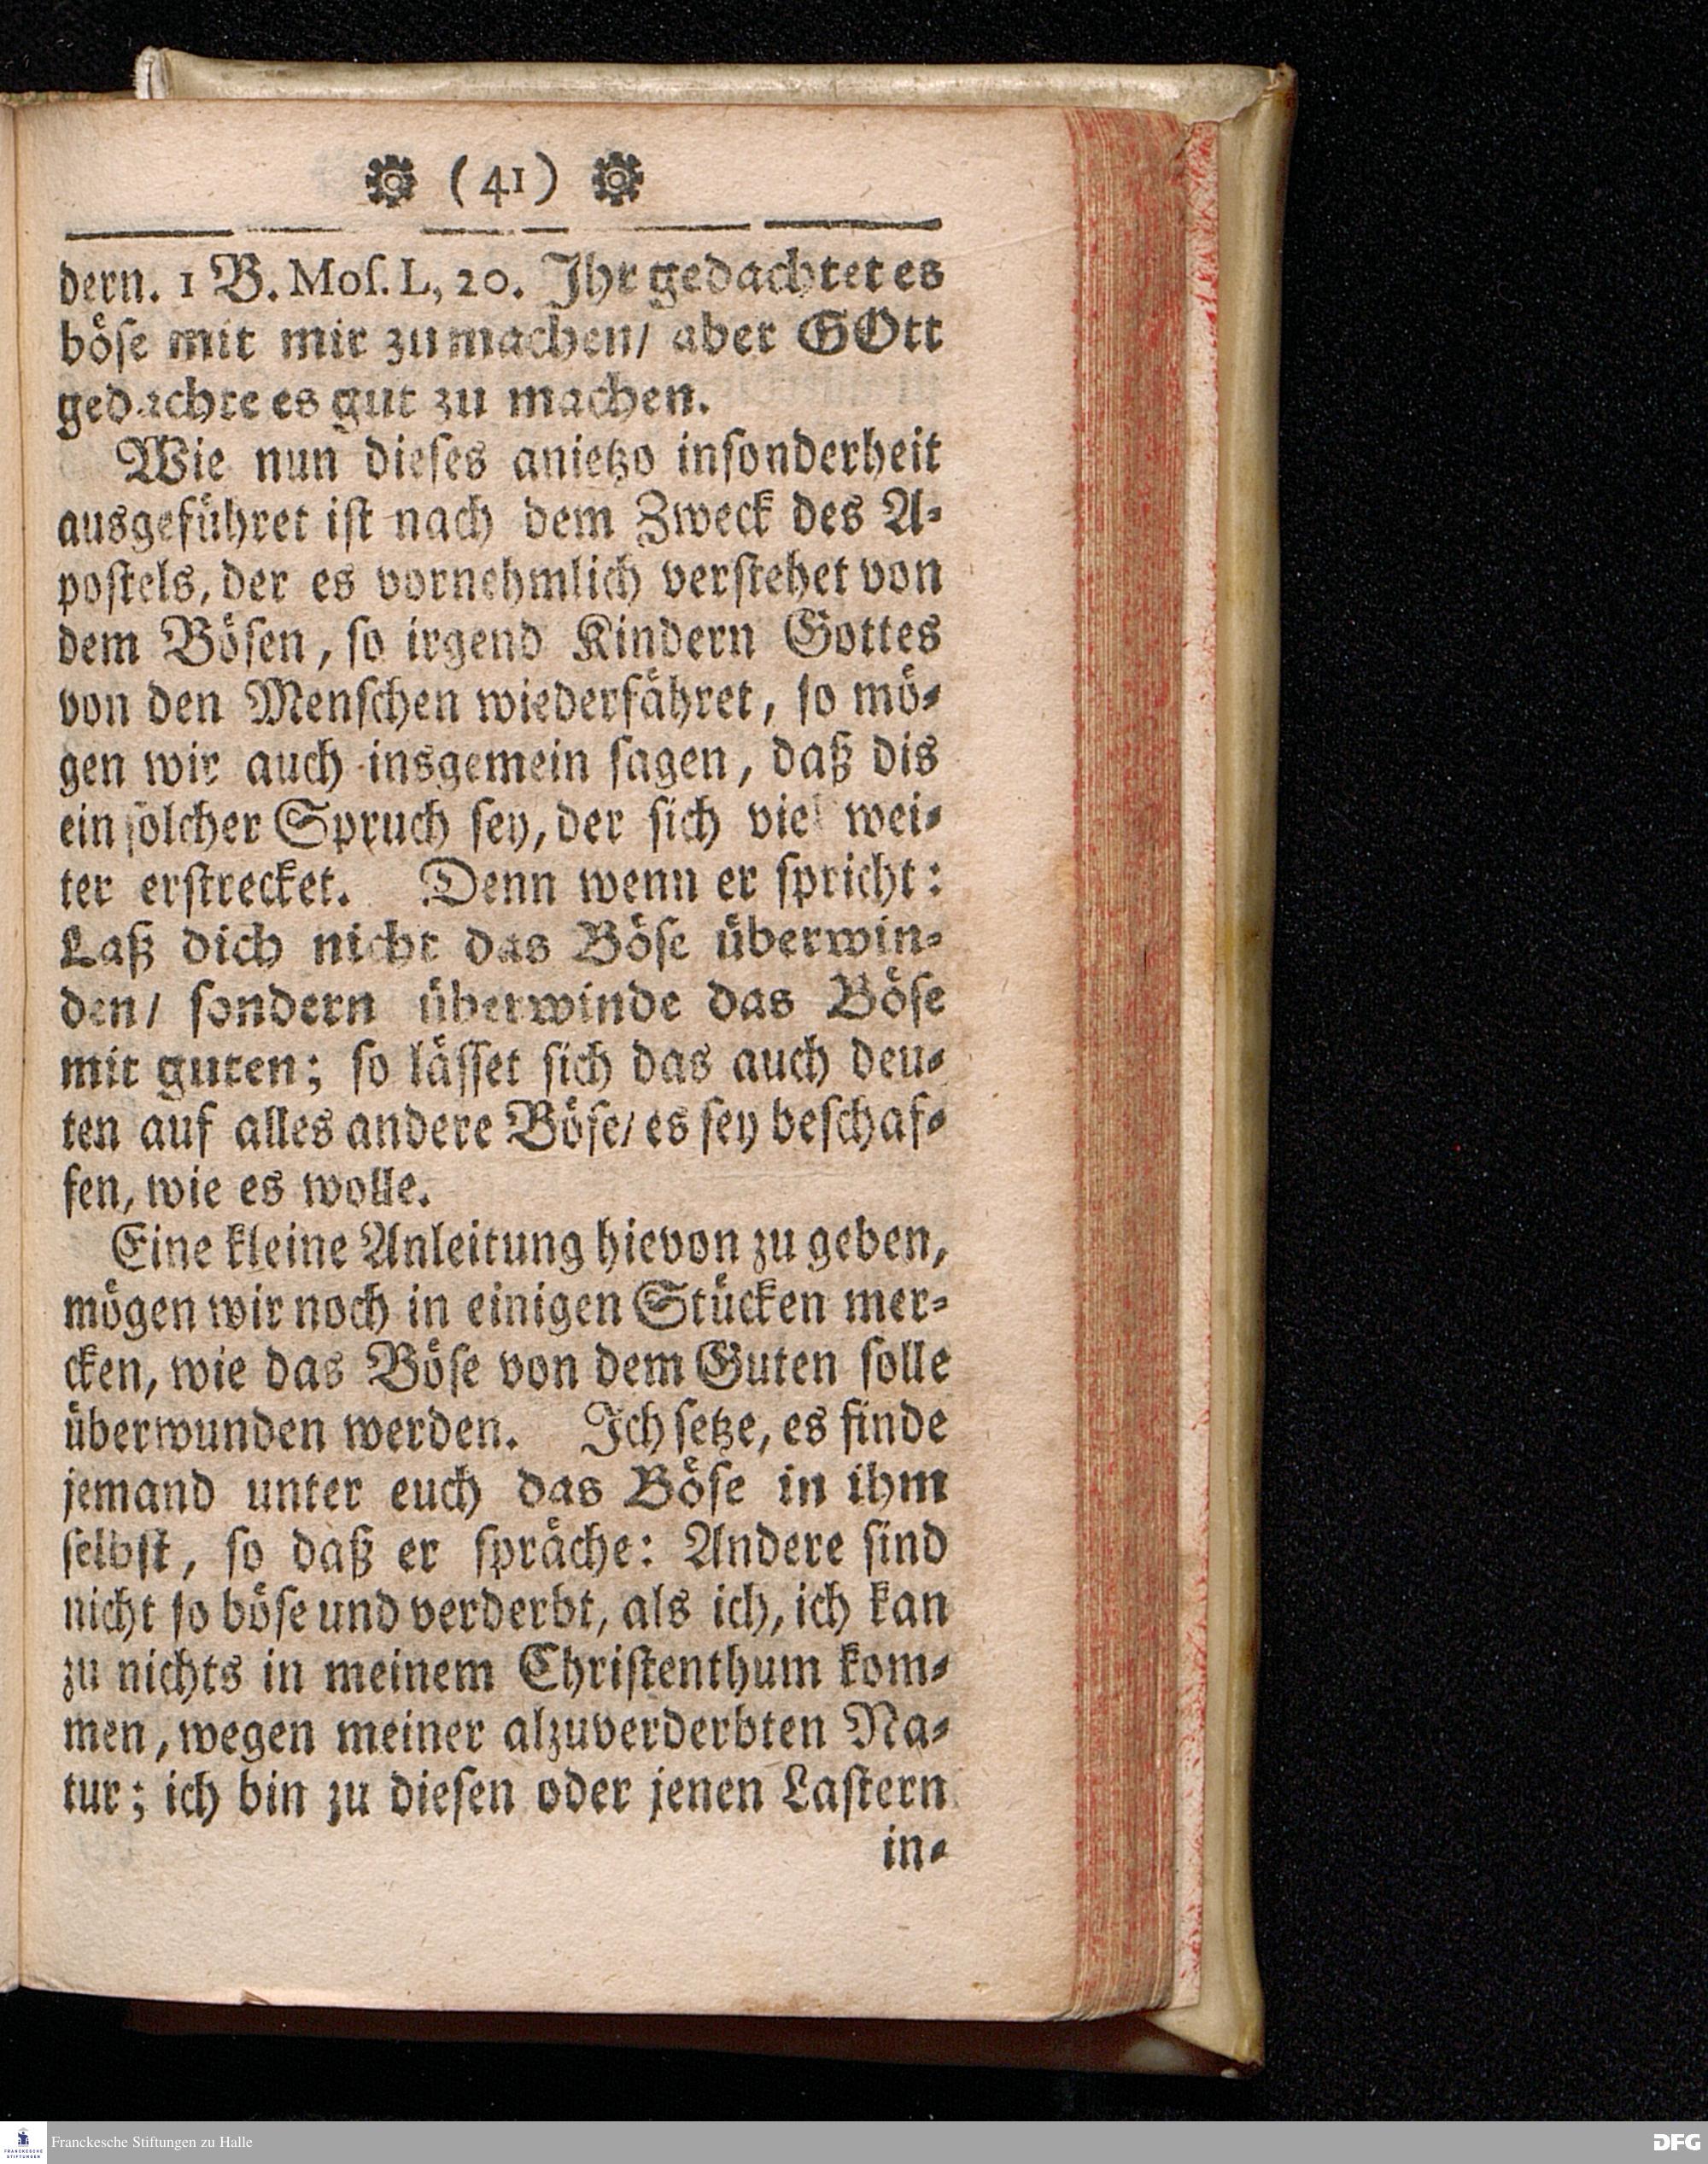 (41)
dern. 1 B. Moſ. L, 20. Ihr gedachtet es
böſe mit mir zu machen/ aber GOtt
gedachte es gut zu machen.
Wie nun dieſes anietzo inſonderheit
ausgeführet iſt nach dem Zweck des A-
poſtels, der es vornehmlich verſtehet von
dem Böſen, ſo irgend Kindern Gottes
von den Menſchen wiederfähret, ſo mö-
gen wir auch insgemein ſagen, daß dis
ein ſolcher Spruch ſey, der ſich viel wei-
ter erſtrecket. Denn wenn er ſpricht:
Laß dich nicht das Böſe überwin-
den/ ſondern überwinde das Böſe
mit guten; ſo läſſet ſich das auch deu-
ten auf alles andere Böſe/ es ſey beſchaf-
fen, wie es wolle.
Eine kleine Anleitung hievon zu geben,
mögen wir noch in einigen Stücken mer-
cken, wie das Böſe von dem Guten ſolle
überwunden werden. Ich ſetze, es finde
jemand unter euch das Böſe in ihm
ſelbſt, ſo daß er ſpräche: Andere ſind
nicht ſo böſe und verderbt, als ich, ich kan
zu nichts in meinem Chriſtenthum kom-
men, wegen meiner alzuverderbten Na-
tur; ich bin zu dieſen oder jenen Laſtern
in-
FRANCKESCHE
STIFTUNGEN
Franckesche Stiftungen zu Halle
DFG